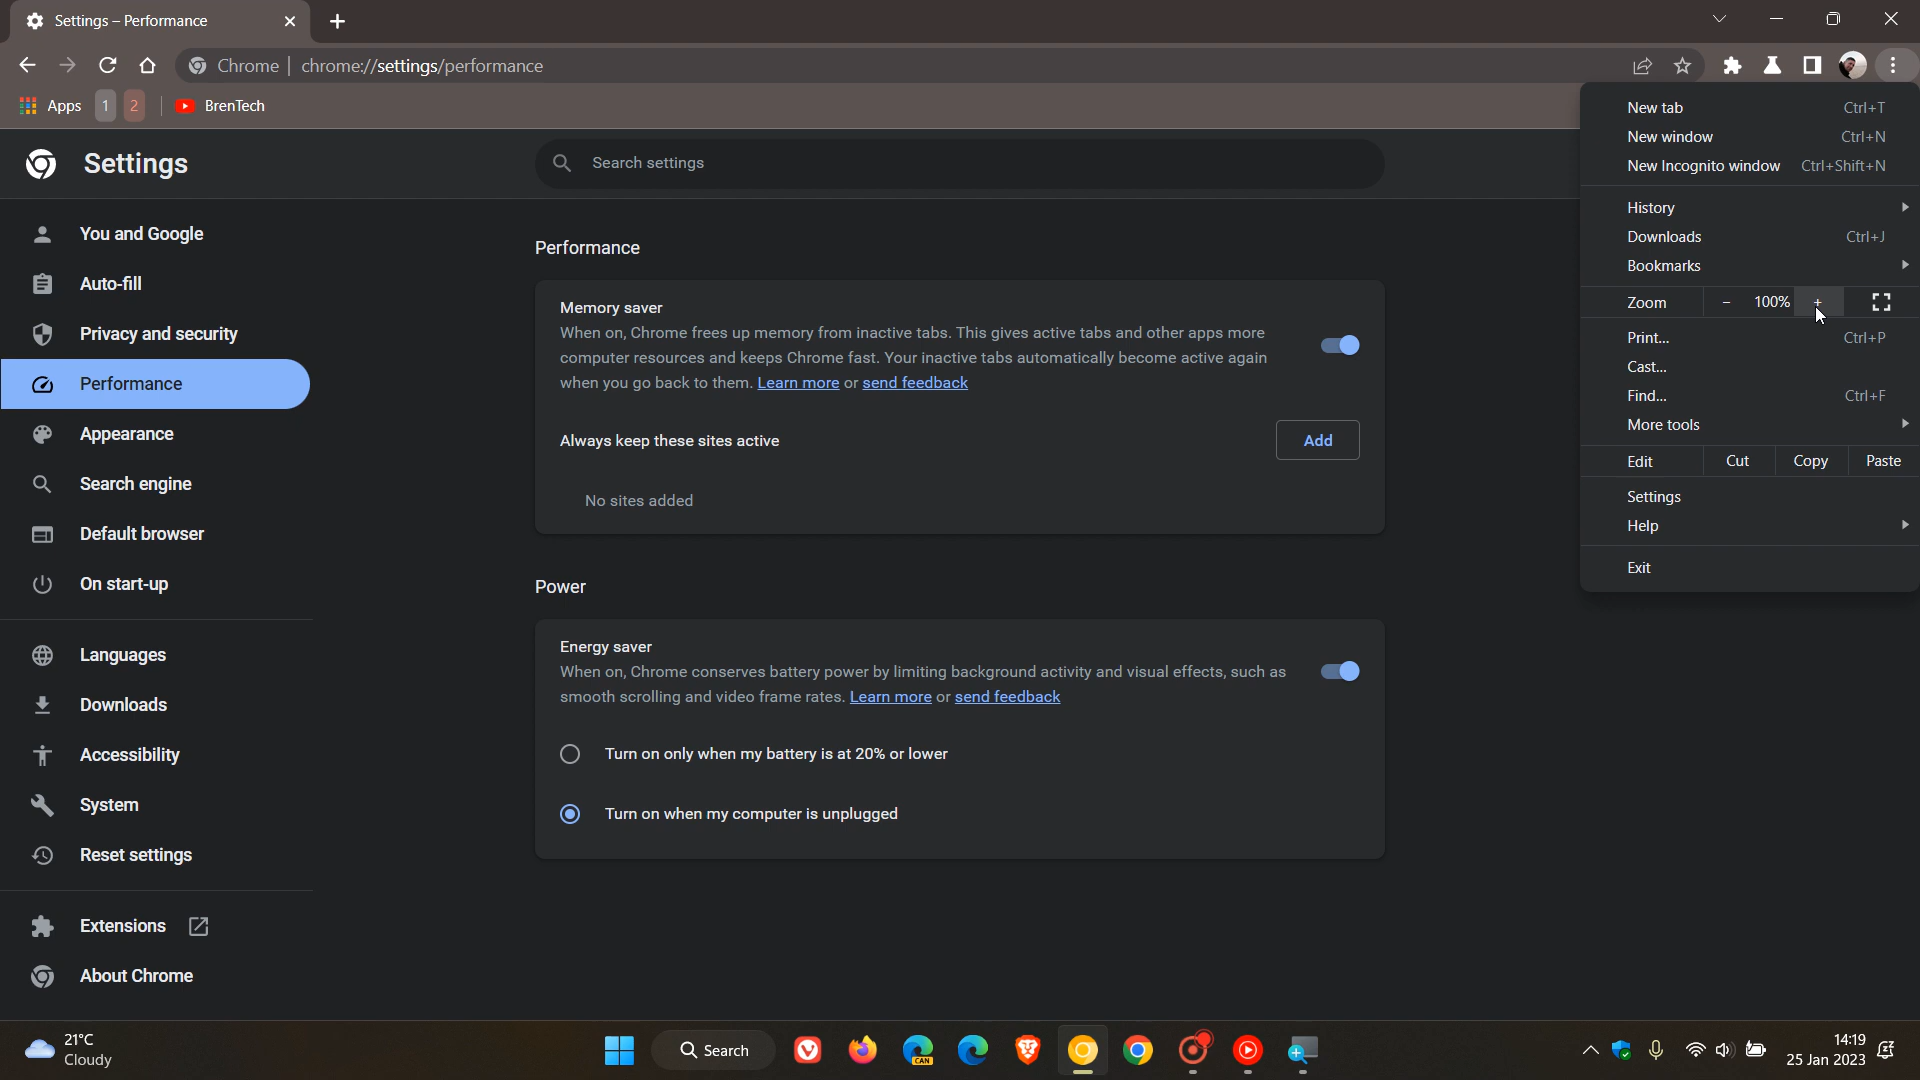 Settings – Performance
Chrome | chrome://settings/performance
Apps 1 2 BrenTech
Settings
Search settings
You and Google
Auto-fill
Privacy and security
Performance
Appearance
Search engine
Default browser
On start-up
Languages
Downloads
Accessibility
System
Reset settings
Extensions
About Chrome
Performance
Memory saver
When on, Chrome frees up memory from inactive tabs. This gives active tabs and other apps more
computer resources and keeps Chrome fast. Your inactive tabs automatically become active again
when you go back to them. Learn more or send feedback
Always keep these sites active Add
No sites added
Power
Energy saver
When on, Chrome conserves battery power by limiting background activity and visual effects, such as
smooth scrolling and video frame rates. Learn more or send feedback
Turn on only when my battery is at 20% or lower
Turn on when my computer is unplugged
New tab Ctrl+T
New window Ctrl+N
New Incognito window Ctrl+Shift+N
History
Downloads Ctrl+J
Bookmarks
Zoom - 100% +
Print... Ctrl+P
Cast...
Find... Ctrl+F
More tools
Edit Cut Copy Paste
Settings
Help
Exit
21°C
Cloudy
Search
CAN
14:19
25 Jan 2023